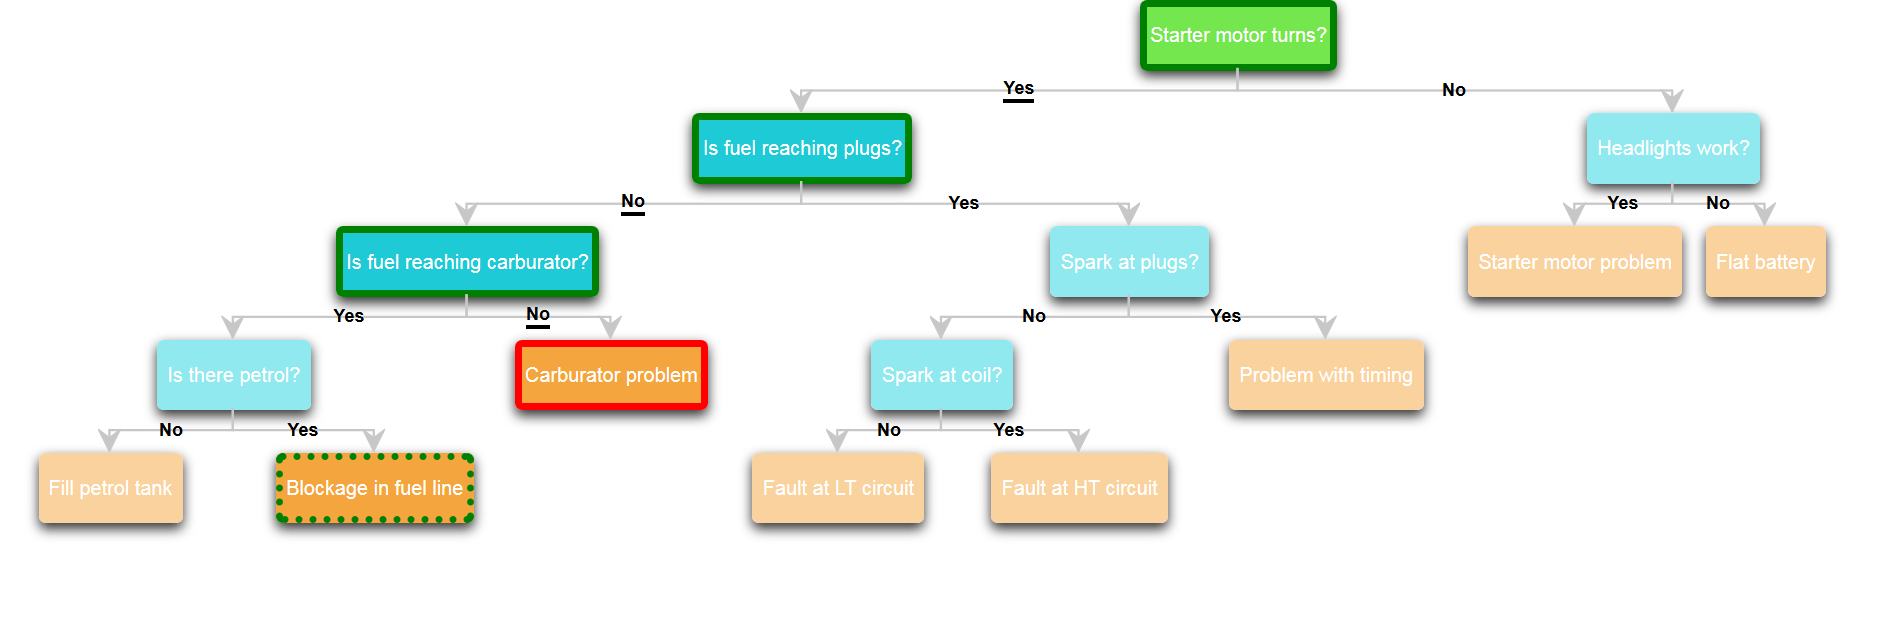 Starter motor turns?
Yes
No
Is fuel reaching plugs?
Headlights work?
No
Yes
Yes
No
Is fuel reaching carburator?
Spark at plugs?
Starter motor problem
Flat battery
Yes
No
No
Yes
Is there petrol?
Carburator problem
Spark at coil?
Problem with timing
No
Yes
No
Yes
Fill petrol tank
Blockage in fuel line
Fault at LT circuit
Fault at HT circuit